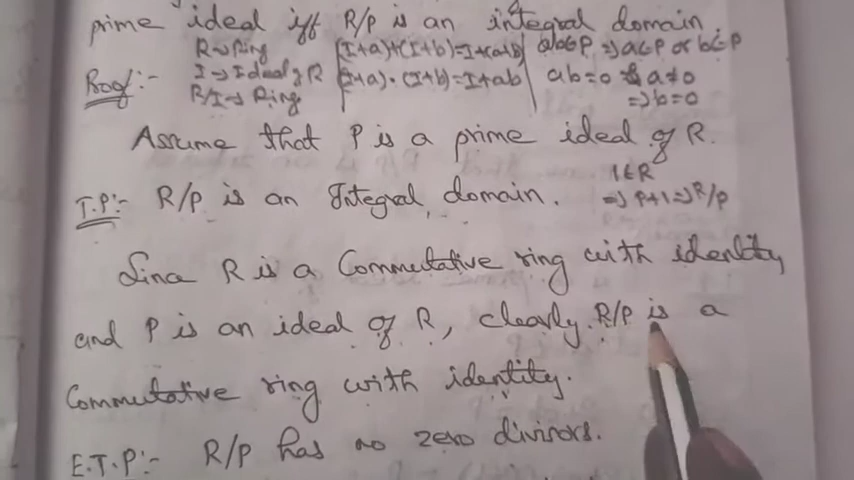 prime ideal iff R/P is an integral domain.
R → Ring
I → Ideal of R
R/I → Ring
(I+a)+(I+b)=I+(a+b)
(I+a)·(I+b)=I+ab
ab∈P ⇒ a∈P or b∈P
ab=0 & a≠0
⇒ b=0
Proof:-
Assume that P is a prime ideal of R.
1∈R
⇒ P+1 ⇒ R/P
T.P:- R/P is an Integral domain.
Since R is a Commutative ring with identity
and P is an ideal of R, clearly R/P is a
Commutative ring with identity.
E.T.P:- R/P has no zero divisors.